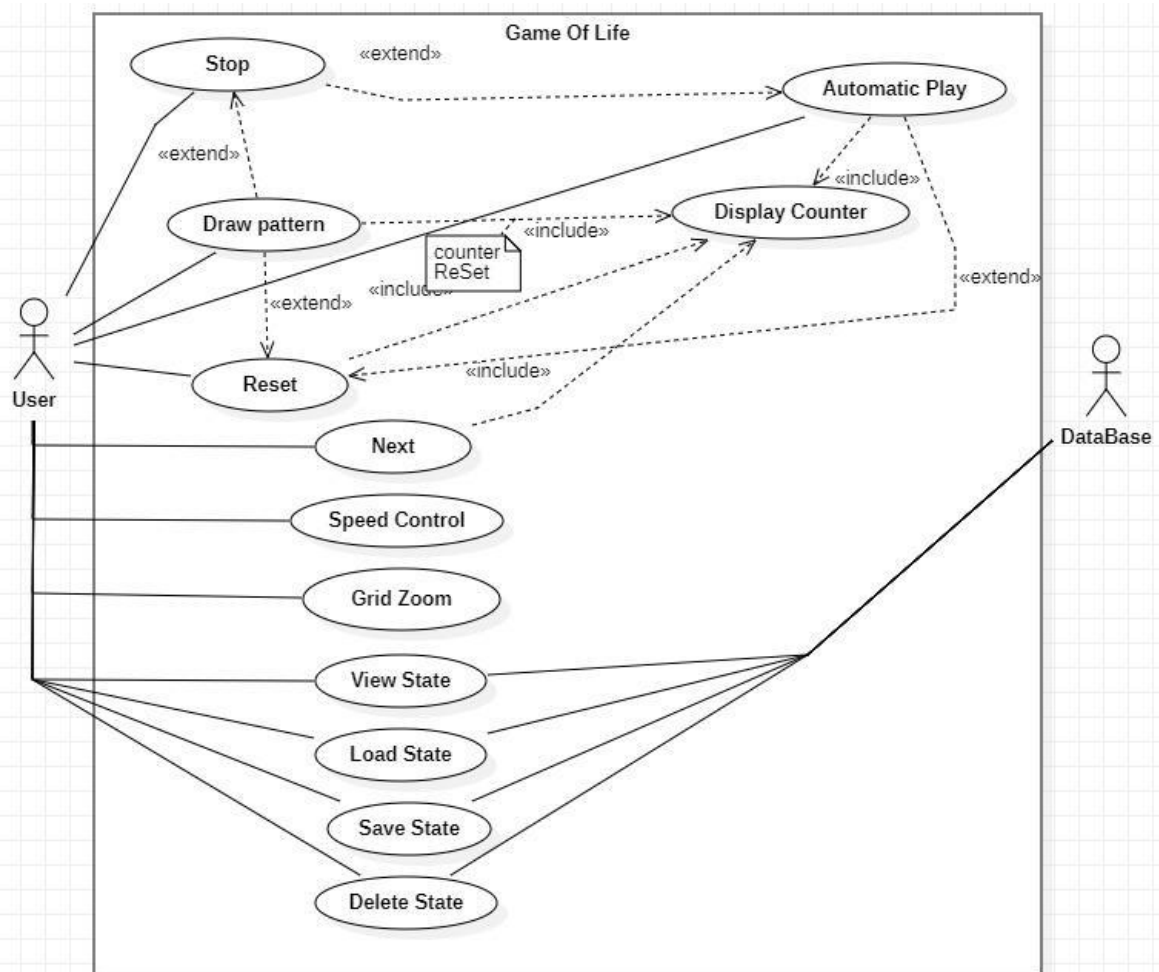 Game Of Life
Stop
«extend»
Automatic Play
«extend»
«include»
Draw pattern
Display Counter
«include»
counter
ReSet
«extend»
«include»
«extend»
Reset
«include»
User
Next
DataBase
Speed Control
Grid Zoom
View State
Load State
Save State
Delete State